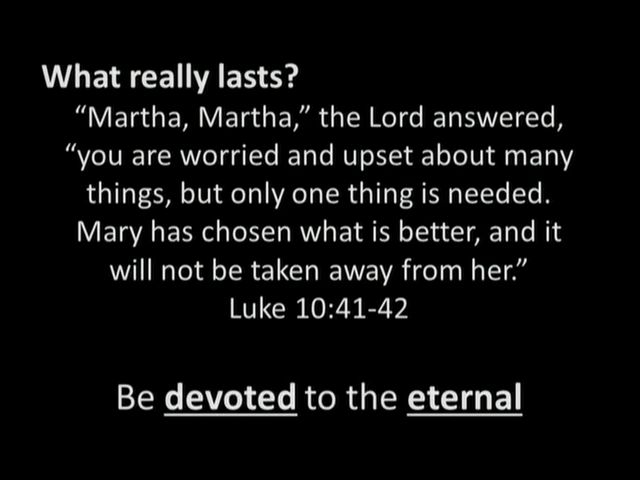 What really lasts?
“Martha, Martha,” the Lord answered,
“you are worried and upset about many
things, but only one thing is needed.
Mary has chosen what is better, and it
will not be taken away from her.”
Luke 10:41-42
Be devoted to the eternal